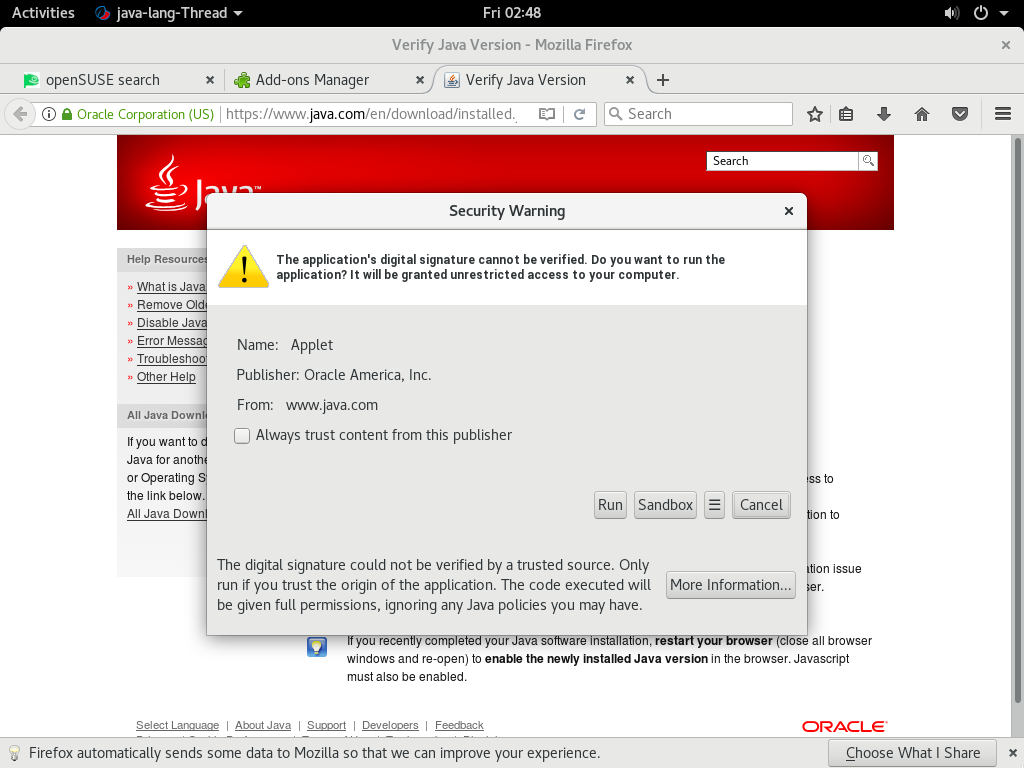 Activities java-lang-Thread Fri 02:48
Verify Java Version - Mozilla Firefox
openSUSE search Add-ons Manager Verify Java Version
Oracle Corporation (US) https://www.java.com/en/download/installed. Search
Java™
Search
Security Warning
The application's digital signature cannot be verified. Do you want to run the
application? It will be granted unrestricted access to your computer.
Name: Applet
Publisher: Oracle America, Inc.
From: www.java.com
Always trust content from this publisher
Run Sandbox ☰ Cancel
The digital signature could not be verified by a trusted source. Only
run if you trust the origin of the application. The code executed will
be given full permissions, ignoring any Java policies you may have.
More Information...
Help Resources
» What is Java
» Remove Olde
» Disable Java
» Error Messag
» Troubleshoo
» Other Help
All Java Downl
If you want to d
Java for anothe
or Operating Sy
the link below.
All Java Downl
ss to
tion to
ation issue
ser.
If you recently completed your Java software installation, restart your browser (close all browser
windows and re-open) to enable the newly installed Java version in the browser. Javascript
must also be enabled.
Select Language | About Java | Support | Developers | Feedback
ORACLE
Firefox automatically sends some data to Mozilla so that we can improve your experience. Choose What I Share